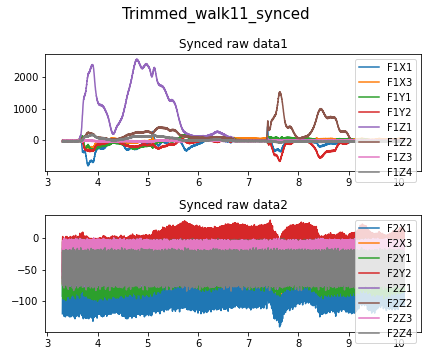 Trimmed_walk11_synced
Synced raw data1
2000
1000
0
F1X1
F1X3
F1Y1
F1Y2
F1Z1
F1Z2
F1Z3
F1Z4
3 4 5 6 7 8 9 10
Synced raw data2
0
−50
−100
F2X1
F2X3
F2Y1
F2Y2
F2Z1
F2Z2
F2Z3
F2Z4
3 4 5 6 7 8 9 10